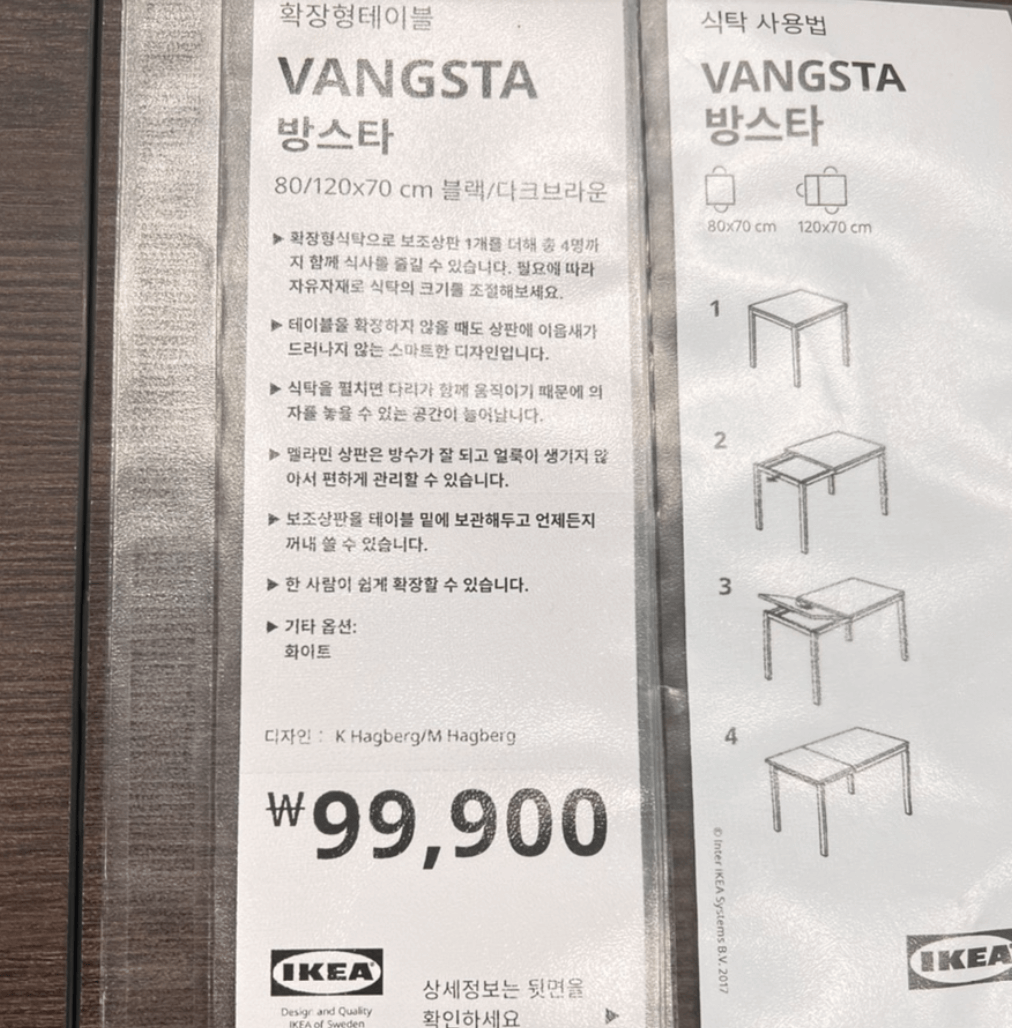 확장형테이블
VANGSTA
방스타
80/120x70 cm 블랙/다크브라운
▶ 확장형식탁으로 보조상판 1개를 더해 총 4명까
지 함께 식사를 즐길 수 있습니다. 필요에 따라
자유자재로 식탁의 크기를 조절해보세요.
▶ 테이블을 확장하지 않을 때도 상판에 이음새가
드러나지 않는 스마트한 디자인입니다.
▶ 식탁을 펼치면 다리가 함께 움직이기 때문에 의
자를 놓을 수 있는 공간이 늘어납니다.
▶ 멜라민 상판은 방수가 잘 되고 얼룩이 생기지 않
아서 편하게 관리할 수 있습니다.
▶ 보조상판을 테이블 밑에 보관해두고 언제든지
꺼내 쓸 수 있습니다.
▶ 한 사람이 쉽게 확장할 수 있습니다.
▶ 기타 옵션:
화이트
디자인 : K Hagberg/M Hagberg
₩99,900
IKEA
Design and Quality
IKEA of Sweden
상세정보는 뒷면을
확인하세요 ▶
식탁 사용법
VANGSTA
방스타
80x70 cm 120x70 cm
1
2
3
4
© Inter IKEA Systems B.V. 2017
IKEA